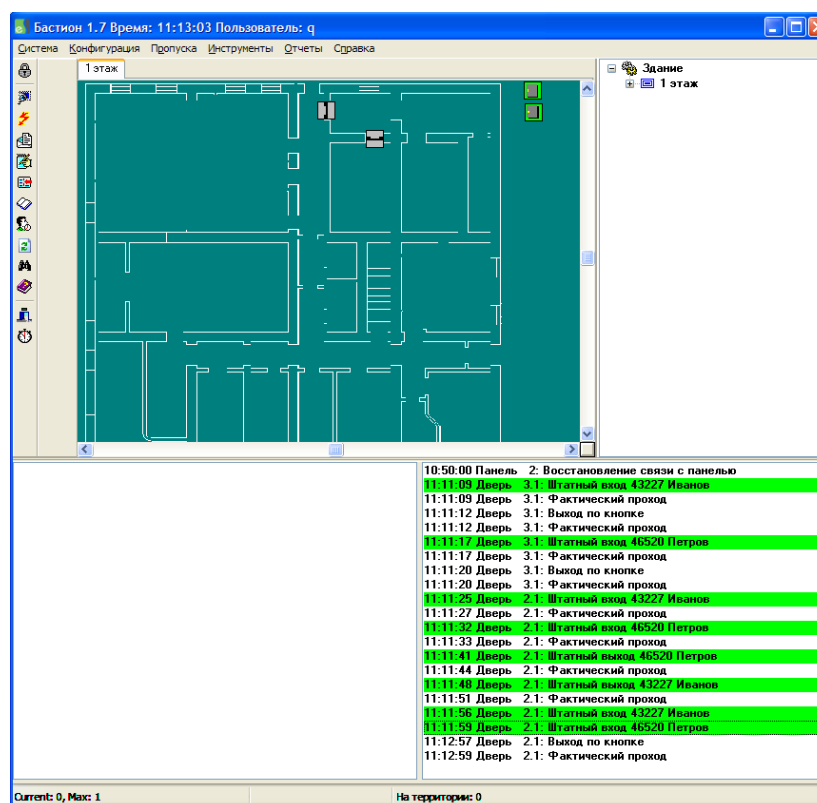 Бастион 1.7 Время: 11:13:03 Пользователь: q
Система Конфигурация Пропуска Инструменты Отчеты Справка
1 этаж
Здание
1 этаж
10:50:00 Панель 2: Восстановление связи с панелью
11:11:09 Дверь 3.1: Штатный вход 43227 Иванов
11:11:09 Дверь 3.1: Фактический проход
11:11:12 Дверь 3.1: Выход по кнопке
11:11:12 Дверь 3.1: Фактический проход
11:11:17 Дверь 3.1: Штатный вход 46520 Петров
11:11:17 Дверь 3.1: Фактический проход
11:11:20 Дверь 3.1: Выход по кнопке
11:11:20 Дверь 3.1: Фактический проход
11:11:25 Дверь 2.1: Штатный вход 43227 Иванов
11:11:27 Дверь 2.1: Фактический проход
11:11:32 Дверь 2.1: Штатный вход 46520 Петров
11:11:33 Дверь 2.1: Фактический проход
11:11:41 Дверь 2.1: Штатный выход 46520 Петров
11:11:44 Дверь 2.1: Фактический проход
11:11:48 Дверь 2.1: Штатный выход 43227 Иванов
11:11:51 Дверь 2.1: Фактический проход
11:11:56 Дверь 2.1: Штатный вход 43227 Иванов
11:11:59 Дверь 2.1: Штатный вход 46520 Петров
11:12:57 Дверь 2.1: Выход по кнопке
11:12:59 Дверь 2.1: Фактический проход
Current: 0, Max: 1
На территории: 0